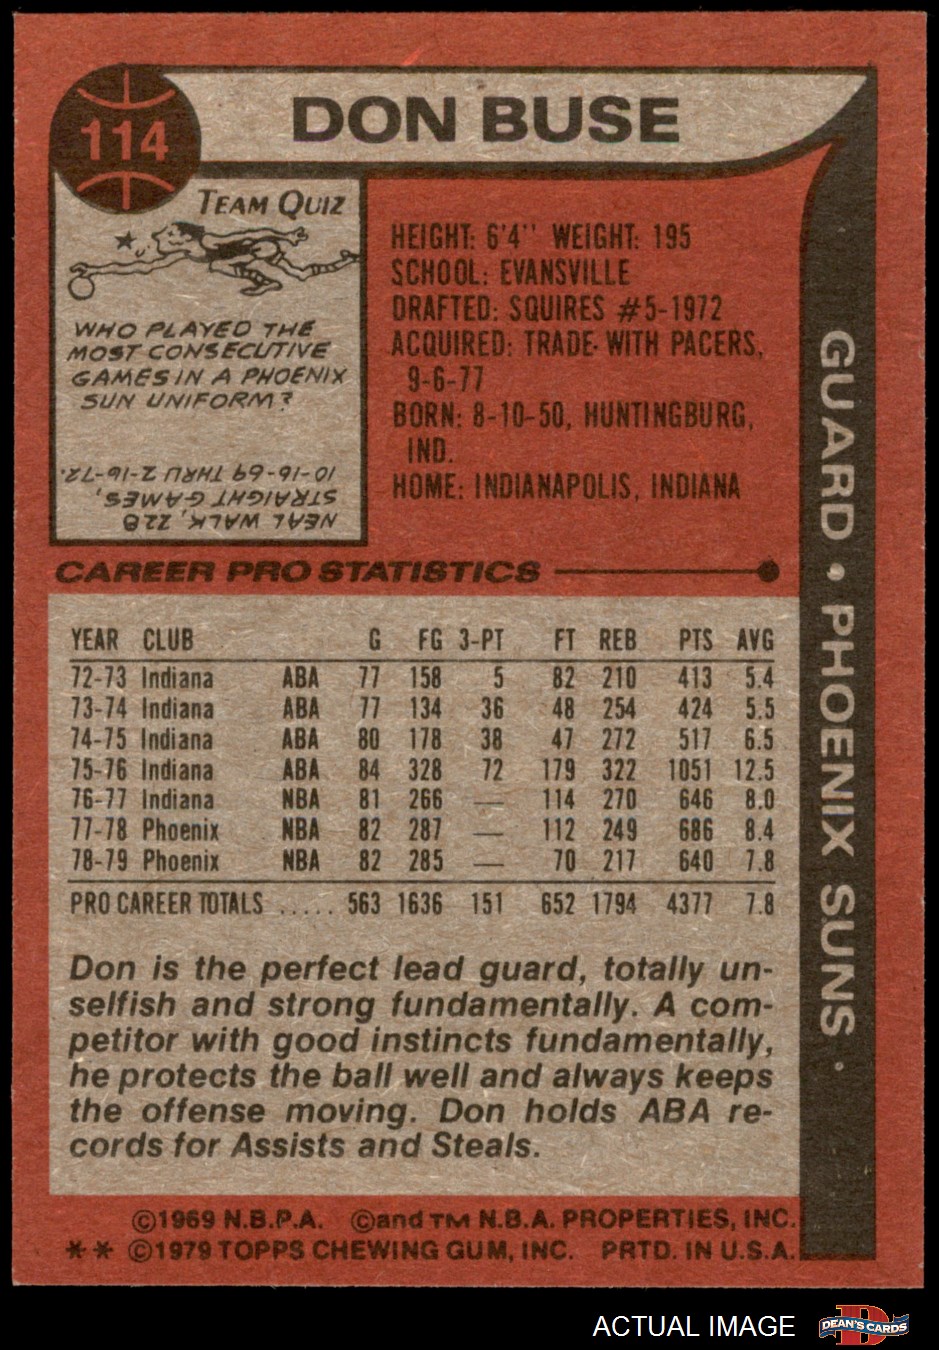 114
DON BUSE
TEAM QUIZ
WHO PLAYED THE
MOST CONSECUTIVE
GAMES IN A PHOENIX
SUN UNIFORM?
NEAL WALK, 228
STRAIGHT GAMES,
10-16-69 THRU 2-16-72.
HEIGHT: 6'4" WEIGHT: 195
SCHOOL: EVANSVILLE
DRAFTED: SQUIRES #5-1972
ACQUIRED: TRADE WITH PACERS,
9-6-77
BORN: 8-10-50, HUNTINGBURG,
IND.
HOME: INDIANAPOLIS, INDIANA
GUARD • PHOENIX SUNS •
CAREER PRO STATISTICS
YEAR CLUB G FG 3-PT FT REB PTS AVG
72-73 Indiana ABA 77 158 5 82 210 413 5.4
73-74 Indiana ABA 77 134 36 48 254 424 5.5
74-75 Indiana ABA 80 178 38 47 272 517 6.5
75-76 Indiana ABA 84 328 72 179 322 1051 12.5
76-77 Indiana NBA 81 266 — 114 270 646 8.0
77-78 Phoenix NBA 82 287 — 112 249 686 8.4
78-79 Phoenix NBA 82 285 — 70 217 640 7.8
PRO CAREER TOTALS ..... 563 1636 151 652 1794 4377 7.8
Don is the perfect lead guard, totally un-
selfish and strong fundamentally. A com-
petitor with good instincts fundamentally,
he protects the ball well and always keeps
the offense moving. Don holds ABA re-
cords for Assists and Steals.
©1969 N.B.P.A. ©and TM N.B.A. PROPERTIES, INC.
** ©1979 TOPPS CHEWING GUM, INC. PRTD. IN U.S.A.
ACTUAL IMAGE
DEAN'S CARDS